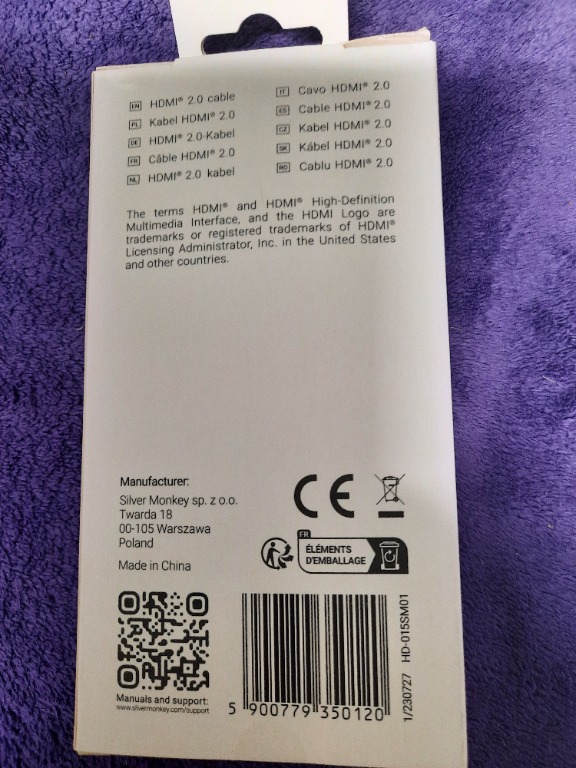 EN HDMI® 2.0 cable
PL Kabel HDMI® 2.0
DE HDMI® 2.0-Kabel
FR Câble HDMI® 2.0
NL HDMI® 2.0 kabel
IT Cavo HDMI® 2.0
ES Cable HDMI® 2.0
CZ Kabel HDMI® 2.0
SK Kábel HDMI® 2.0
RO Cablu HDMI® 2.0
The terms HDMI® and HDMI® High-Definition
Multimedia Interface, and the HDMI Logo are
trademarks or registered trademarks of HDMI®
Licensing Administrator, Inc. in the United States
and other countries.
Manufacturer:
Silver Monkey sp. z o.o.
Twarda 18
00-105 Warszawa
Poland
Made in China
CE
FR
ÉLÉMENTS
D'EMBALLAGE
Manuals and support:
www.silvermonkey.com/support
5 900779 350120
1/230727 HD-015SM01